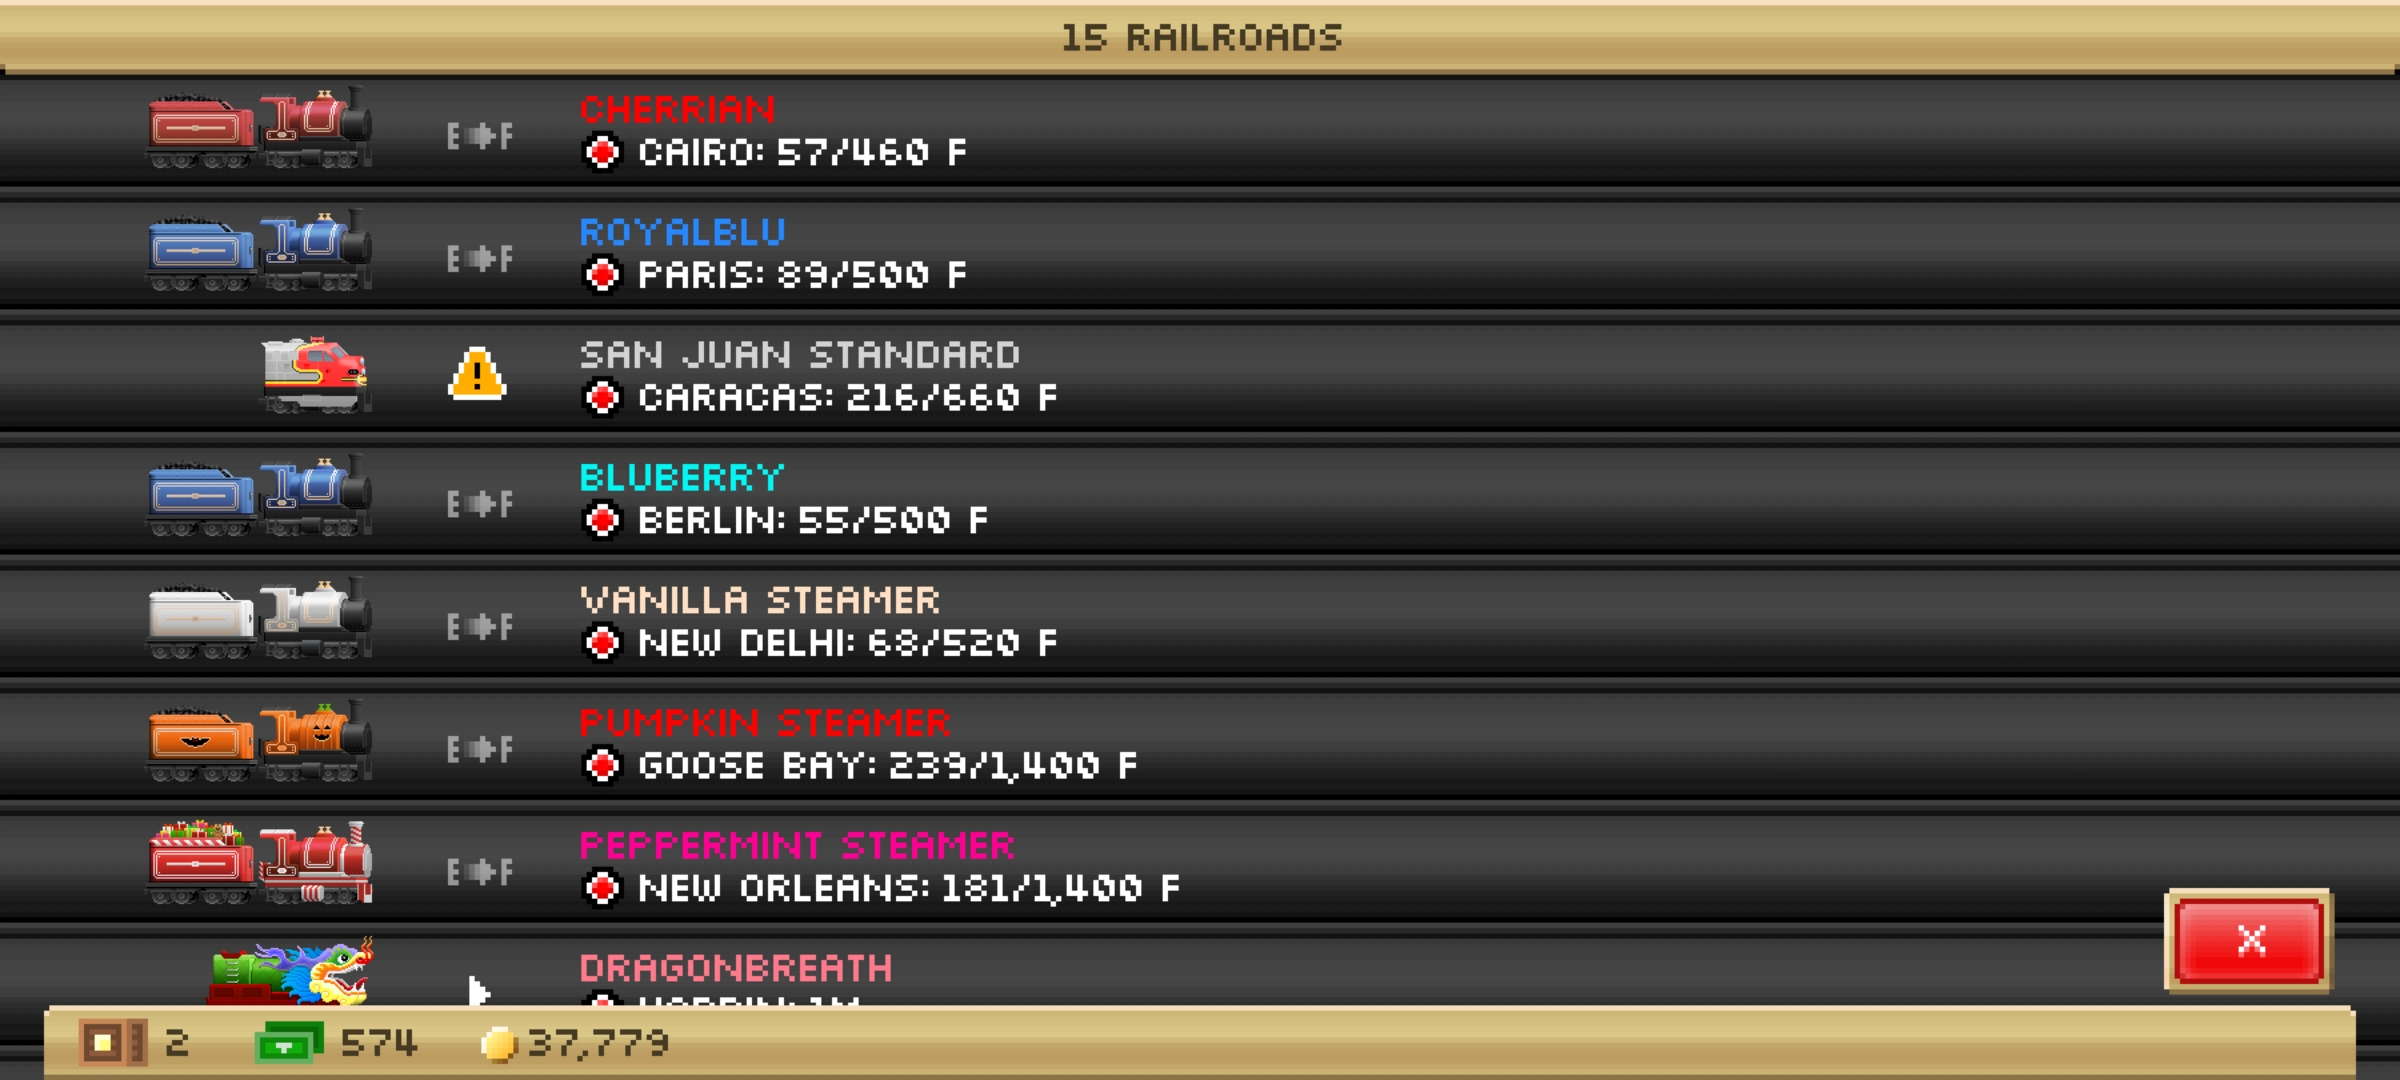 15 RAILROADS
CHERRIAN
E F CAIRO: 57/460 F
ROYALBLU
E F PARIS: 89/500 F
SAN JUAN STANDARD
! CARACAS: 216/660 F
BLUBERRY
E F BERLIN: 55/500 F
VANILLA STEAMER
E F NEW DELHI: 68/520 F
PUMPKIN STEAMER
E F GOOSE BAY: 239/1,400 F
PEPPERMINT STEAMER
E F NEW ORLEANS: 181/1,400 F
DRAGONBREATH
X
2 574 37,779